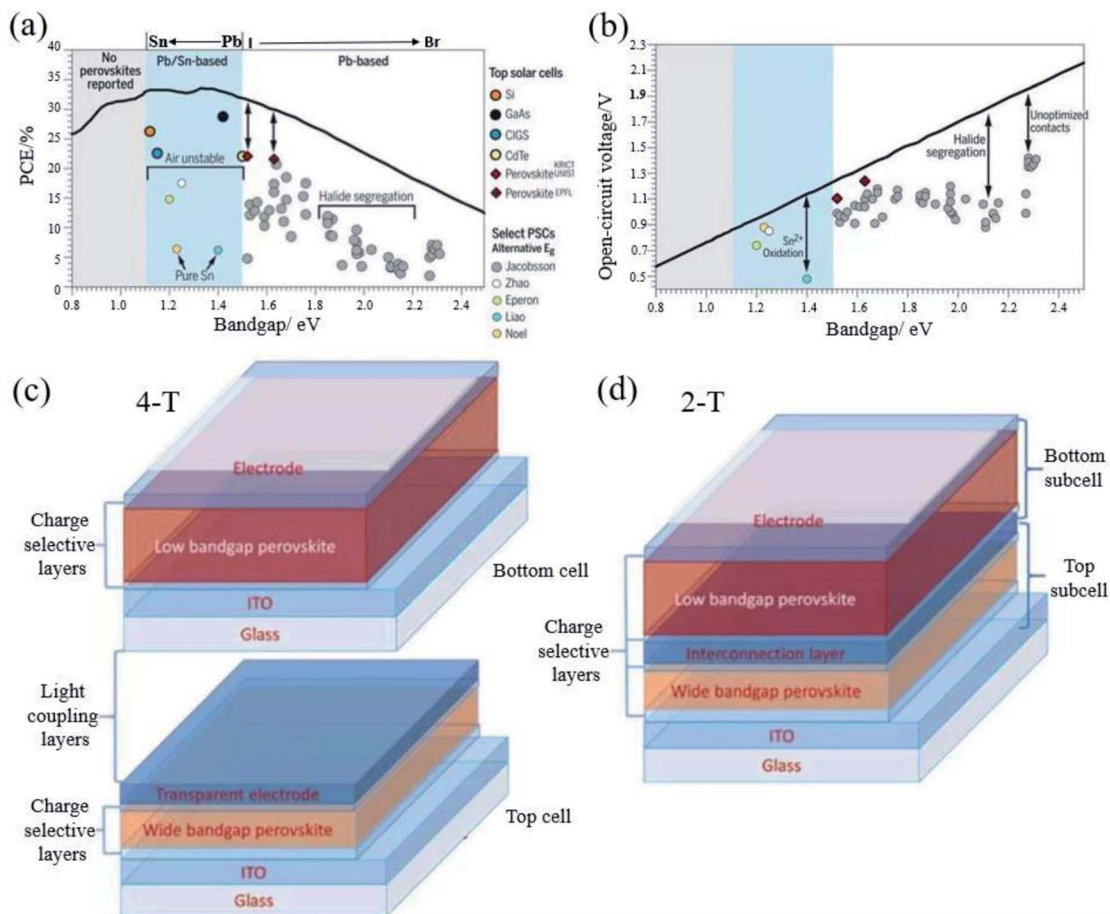 (a)
Sn Pb I Br
No perovskites reported
Pb/Sn-based
Pb-based
40
35
30
25
20
15
10
5
0
PCE/%
Air unstable
Halide segregation
Pure Sn
0.8 1.0 1.2 1.4 1.6 1.8 2.0 2.2 2.4
Bandgap/ eV
Top solar cells
Si
GaAs
CIGS
CdTe
Perovskite KRICT UNIST
Perovskite EPFL
Select PSCs
Alternative Eg
Jacobsson
Zhao
Eperon
Liao
Noel
(b)
2.3
2.1
1.9
1.7
1.5
1.3
1.1
0.9
0.7
0.5
Open-circuit voltage/V
Unoptimized contacts
Halide segregation
Sn2+ Oxidation
0.8 1.0 1.2 1.4 1.6 1.8 2.0 2.2 2.4
Bandgap/ eV
(c)
4-T
Electrode
Charge selective layers
Low bandgap perovskite
Bottom cell
ITO
Glass
Light coupling layers
Transparent electrode
Charge selective layers
Wide bandgap perovskite
Top cell
ITO
Glass
(d)
2-T
Bottom subcell
Electrode
Top subcell
Low bandgap perovskite
Charge selective layers
Interconnection layer
Wide bandgap perovskite
ITO
Glass